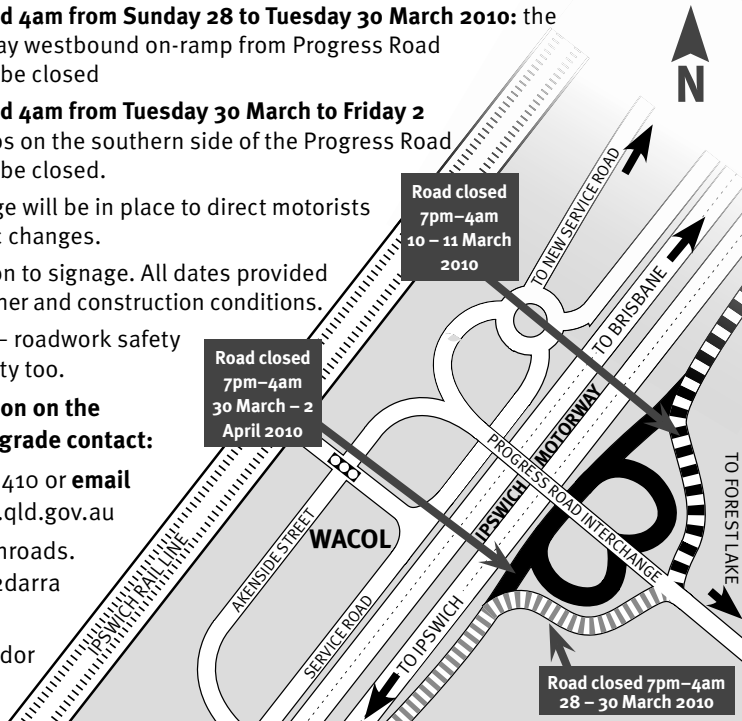 d 4am from Sunday 28 to Tuesday 30 March 2010: the
ay westbound on-ramp from Progress Road
be closed
d 4am from Tuesday 30 March to Friday 2
os on the southern side of the Progress Road
be closed.
ge will be in place to direct motorists
c changes.
on to signage. All dates provided
her and construction conditions.
– roadwork safety
ty too.
on on the
grade contact:
410 or email
.qld.gov.au
nroads.
2darra
dor
N
Road closed
7pm–4am
10 – 11 March
2010
TO NEW SERVICE ROAD
TO BRISBANE
Road closed
7pm–4am
30 March – 2
April 2010
IPSWICH MOTORWAY
PROGRESS ROAD INTERCHANGE
TO FOREST LAKE
WACOL
AKENSIDE STREET
IPSWICH RAIL LINE
SERVICE ROAD
TO IPSWICH
Road closed 7pm–4am
28 – 30 March 2010